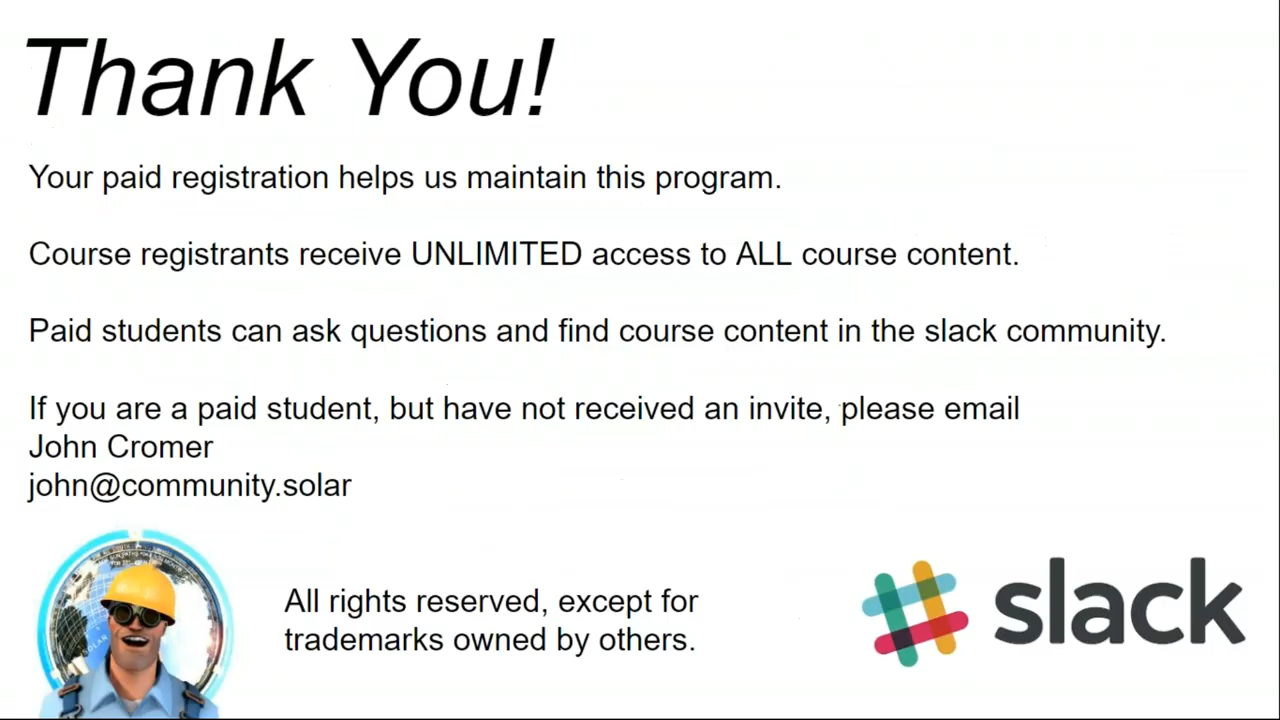 Thank You!
Your paid registration helps us maintain this program.
Course registrants receive UNLIMITED access to ALL course content.
Paid students can ask questions and find course content in the slack community.
If you are a paid student, but have not received an invite, please email
John Cromer
john@community.solar
All rights reserved, except for
trademarks owned by others.
slack
SOLAR